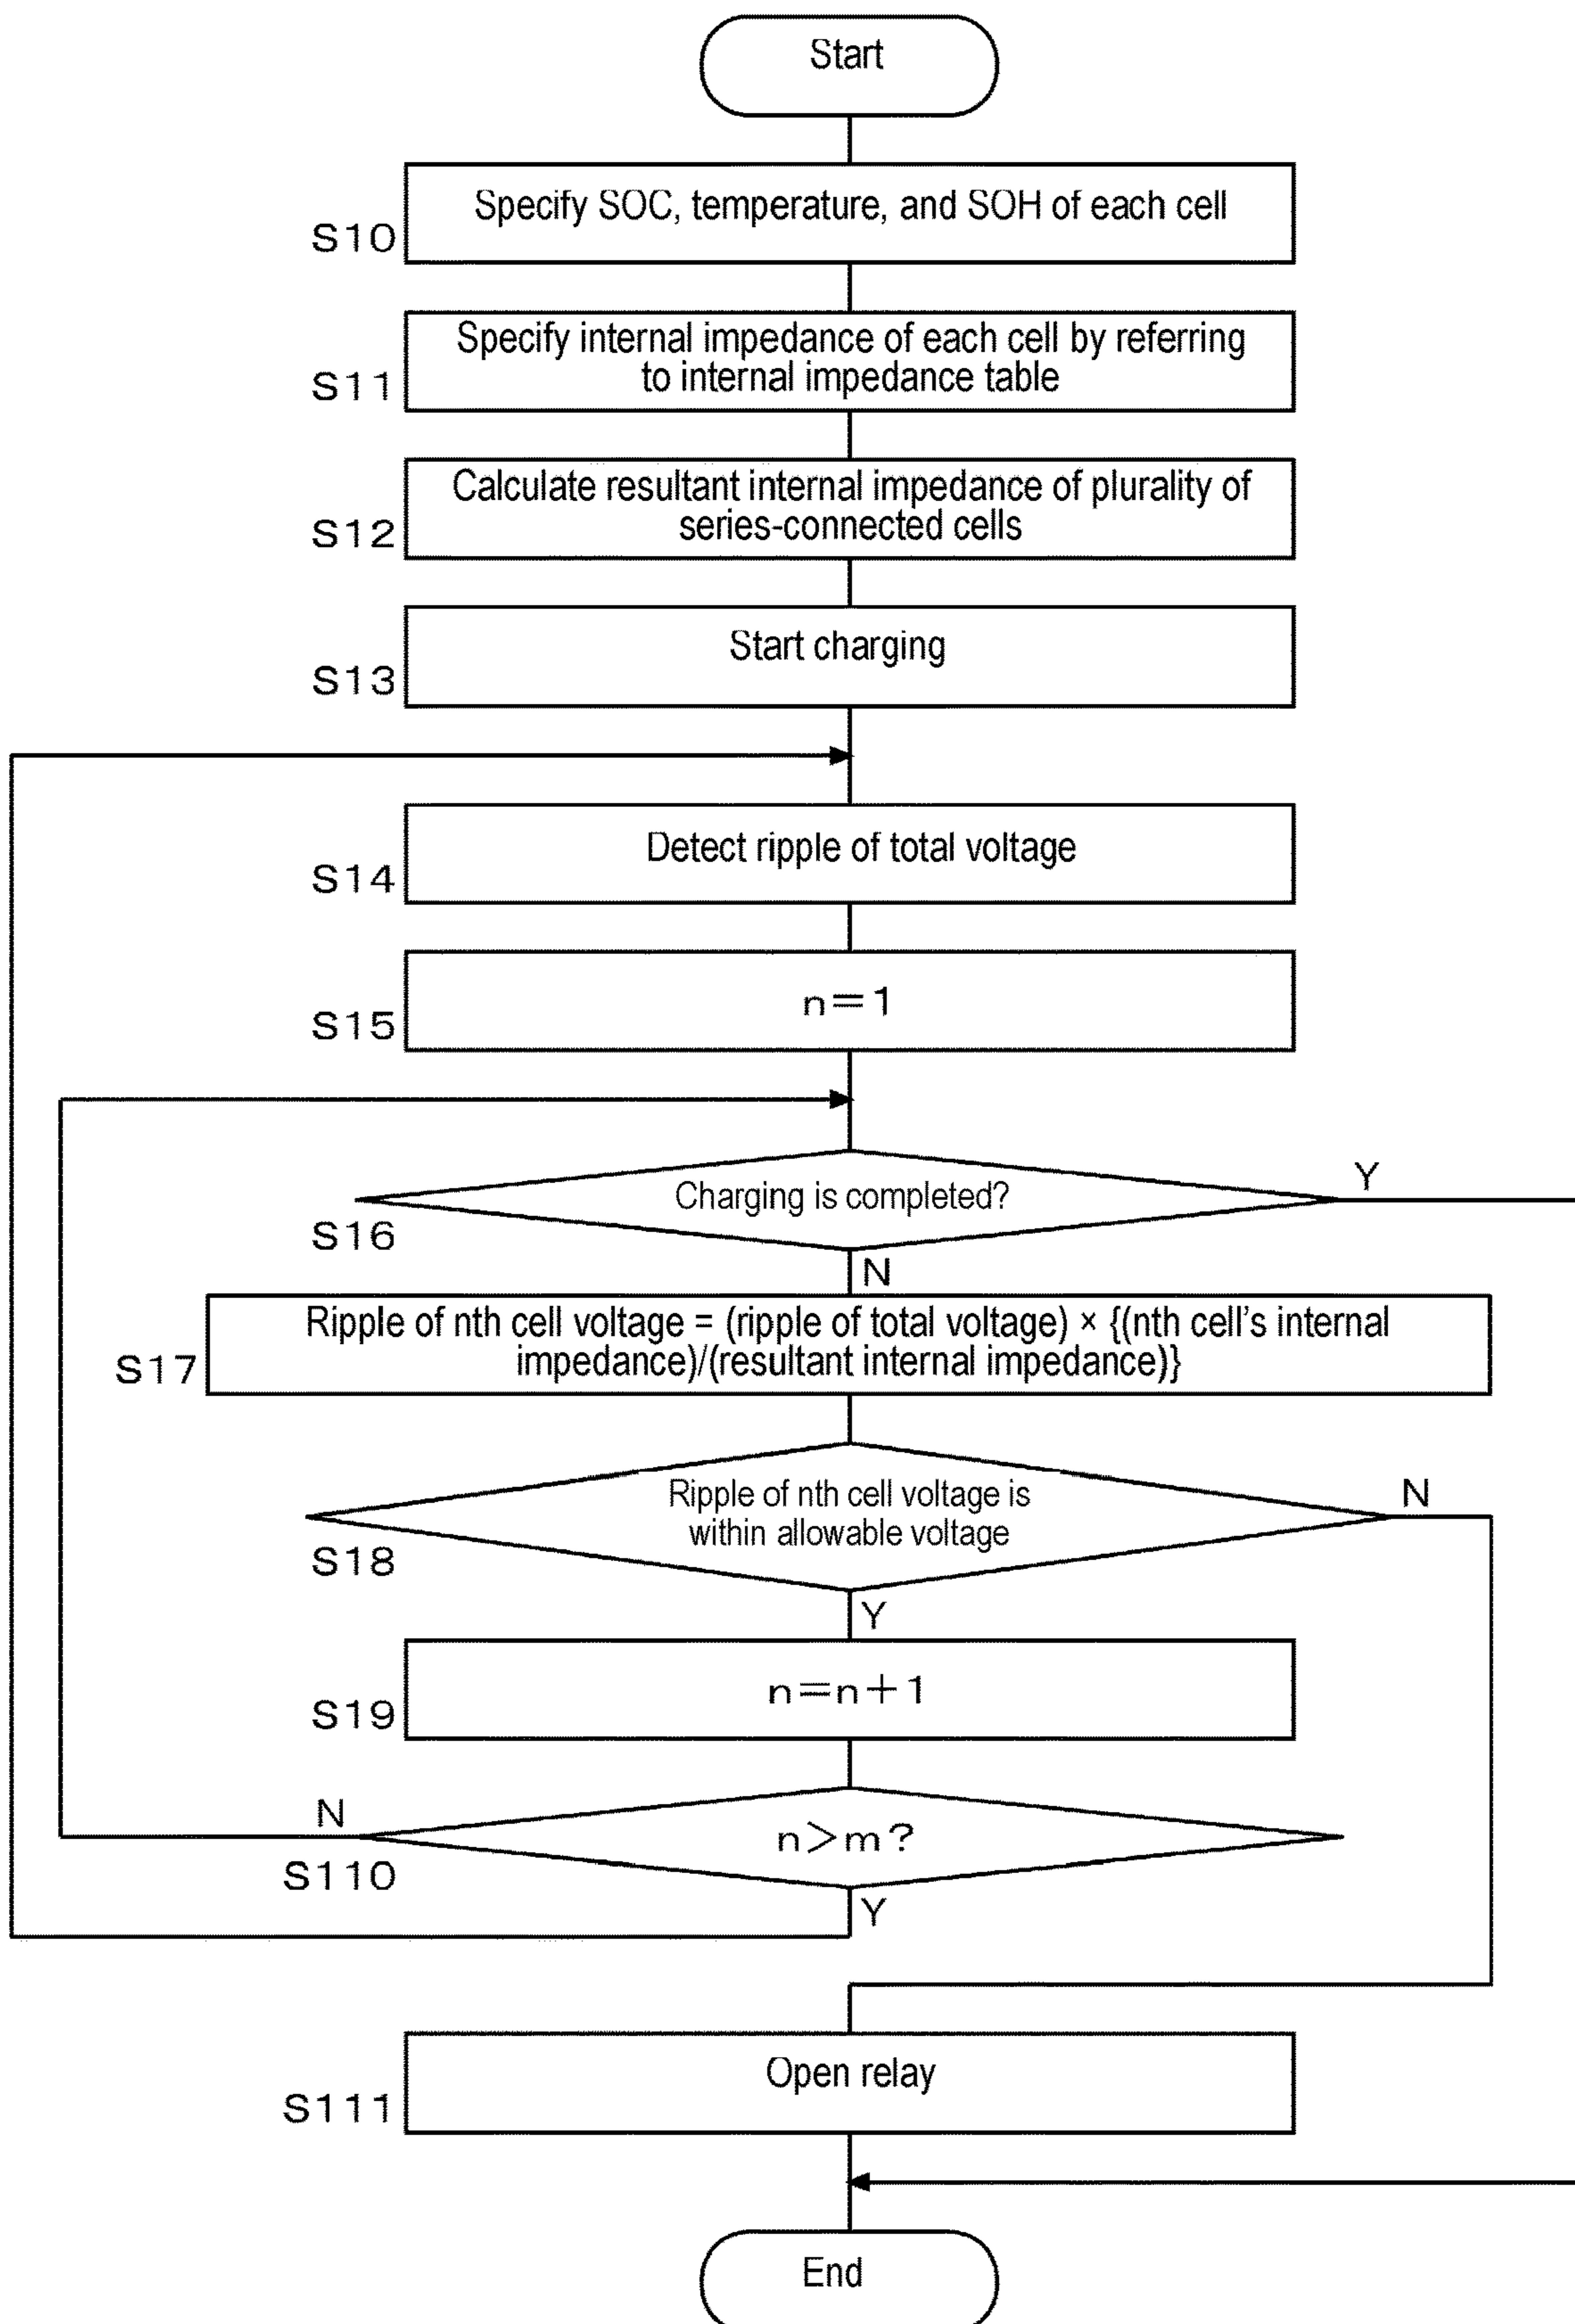 Start
Specify SOC, temperature, and SOH of each cell
S10
Specify internal impedance of each cell by referring
to internal impedance table
S11
Calculate resultant internal impedance of plurality of
series-connected cells
S12
Start charging
S13
Detect ripple of total voltage
S14
n=1
S15
Charging is completed?
Y
S16
N
Ripple of nth cell voltage = (ripple of total voltage) × {(nth cell's internal
impedance)/(resultant internal impedance)}
S17
Ripple of nth cell voltage is
within allowable voltage
N
S18
Y
n=n+1
S19
N
n>m?
S110
Y
Open relay
S111
End